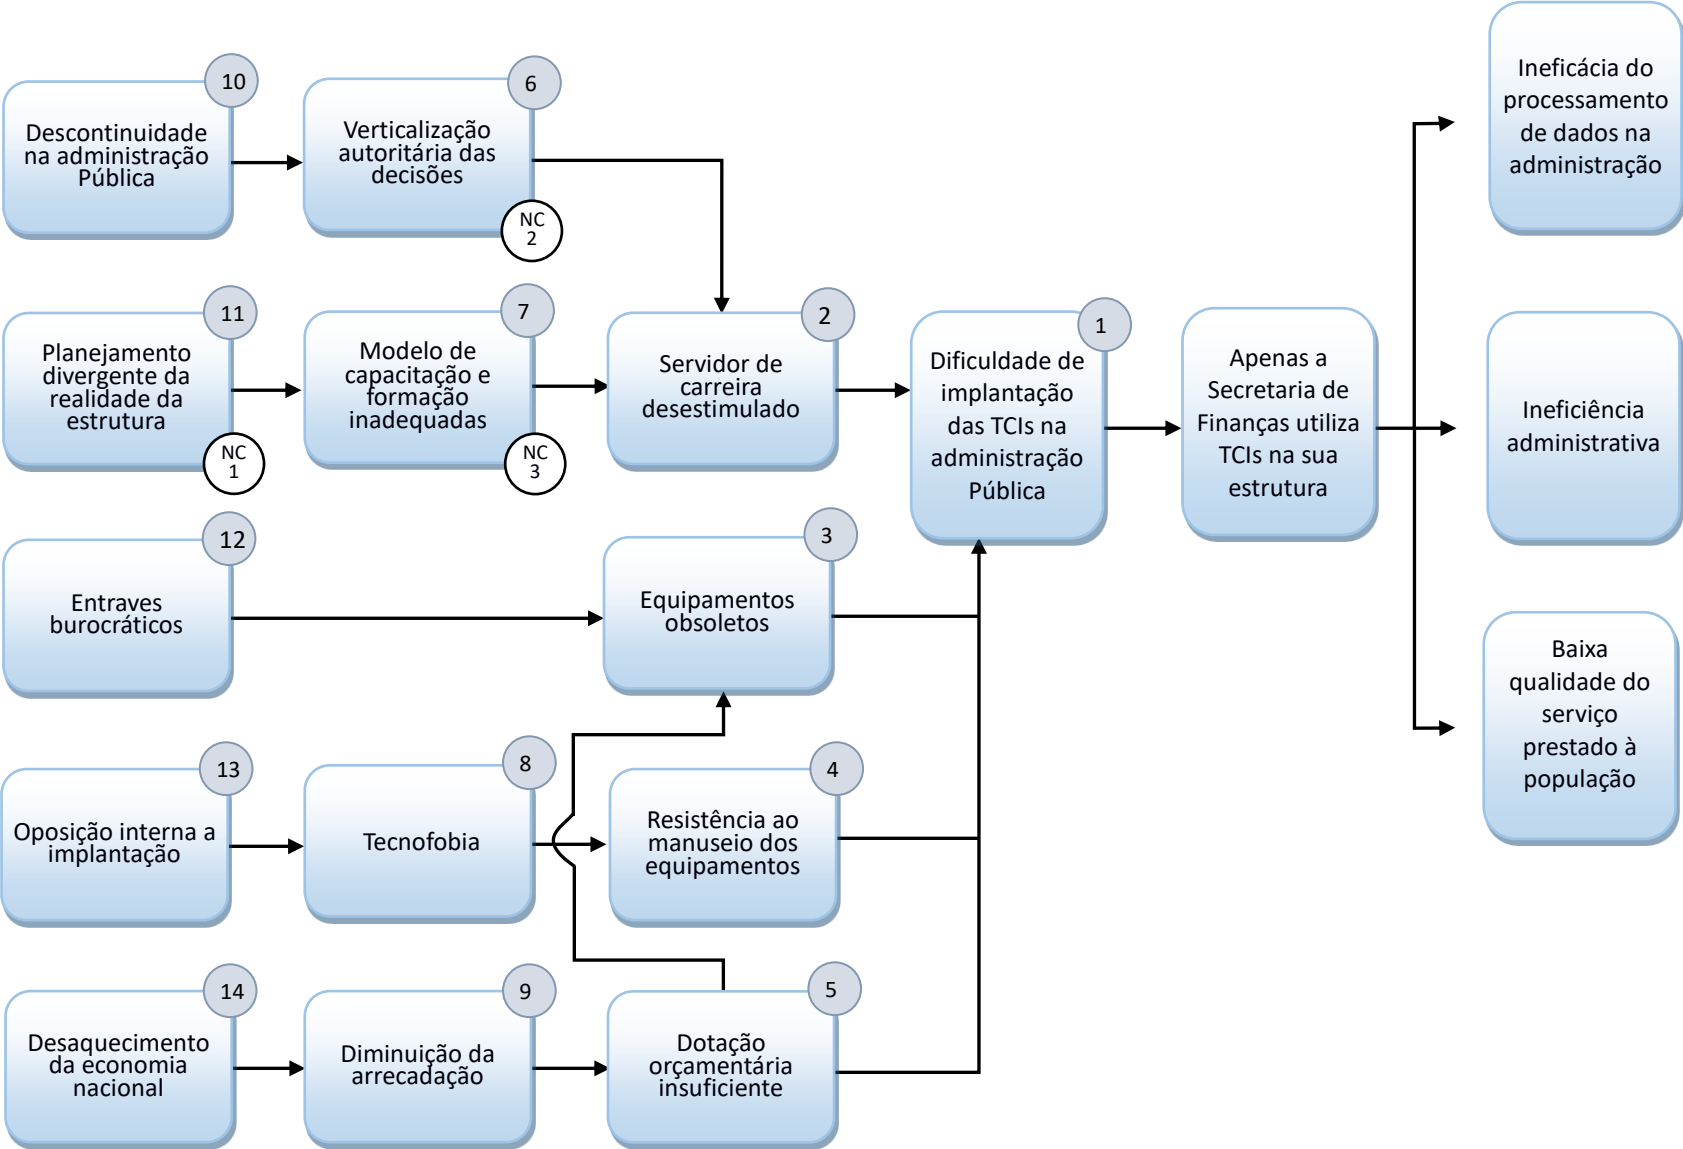 10
Descontinuidade
na administração
Pública
6
Verticalização
autoritária das
decisões
NC
2
11
Planejamento
divergente da
realidade da
estrutura
NC
1
7
Modelo de
capacitação e
formação
inadequadas
NC
3
2
Servidor de
carreira
desestimulado
1
Dificuldade de
implantação
das TCIs na
administração
Pública
Apenas a
Secretaria de
Finanças utiliza
TCIs na sua
estrutura
Ineficácia do
processamento
de dados na
administração
Ineficiência
administrativa
Baixa
qualidade do
serviço
prestado à
população
12
Entraves
burocráticos
3
Equipamentos
obsoletos
13
Oposição interna a
implantação
8
Tecnofobia
4
Resistência ao
manuseio dos
equipamentos
14
Desaquecimento
da economia
nacional
9
Diminuição da
arrecadação
5
Dotação
orçamentária
insuficiente